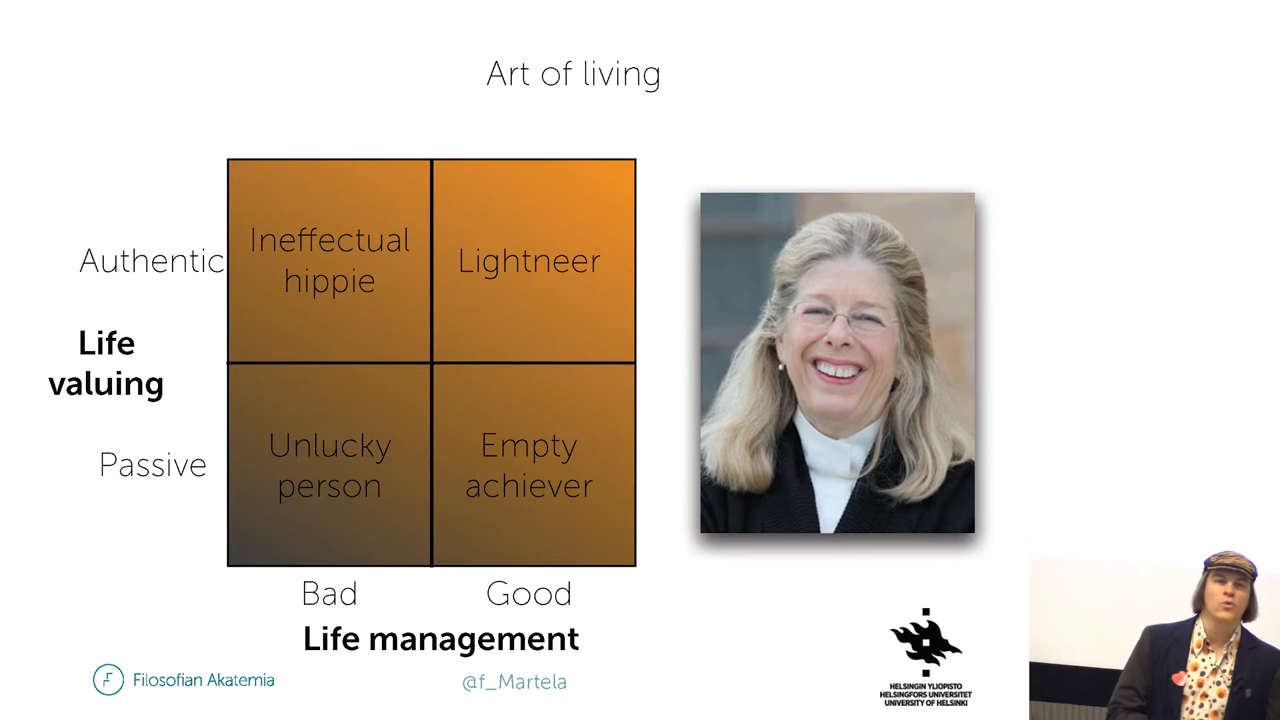 Art of living
Ineffectual
hippie
Lightneer
Authentic
Life
valuing
Passive
Unlucky
person
Empty
achiever
Bad
Good
Life management
Filosofian Akatemia
@f_Martela
HELSINGIN YLIOPISTO
HELSINGFORS UNIVERSITET
UNIVERSITY OF HELSINKI